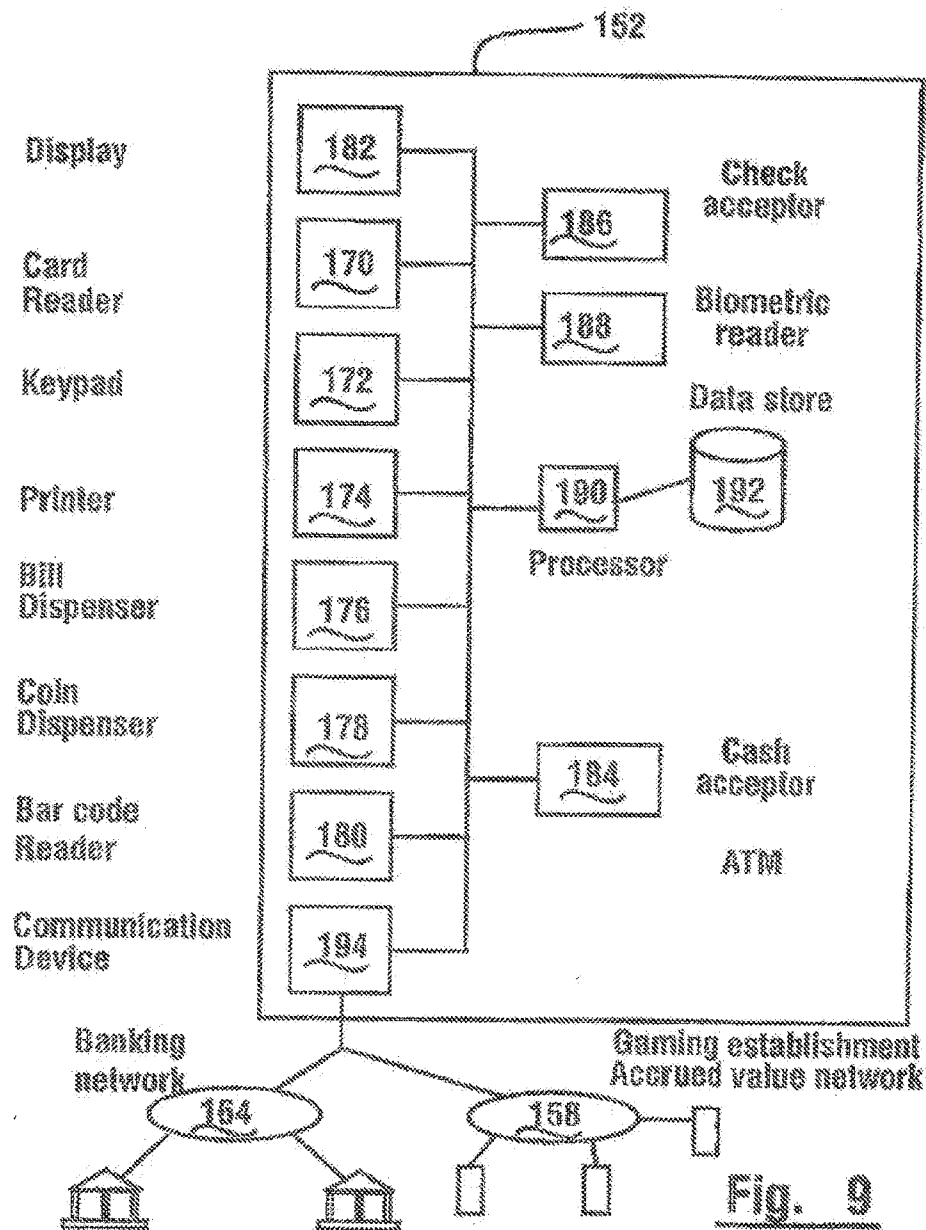 152
Display
182
Check
acceptor
186
Card
Reader
170
Biometric
reader
188
Keypad
172
Data store
Printer
174
190
192
Processor
Bill
Dispenser
176
Coin
Dispenser
178
Cash
acceptor
184
Bar code
Reader
180
ATM
Communication
Device
194
Banking
network
164
Gaming establishment
Accrued value network
158
Fig. 9